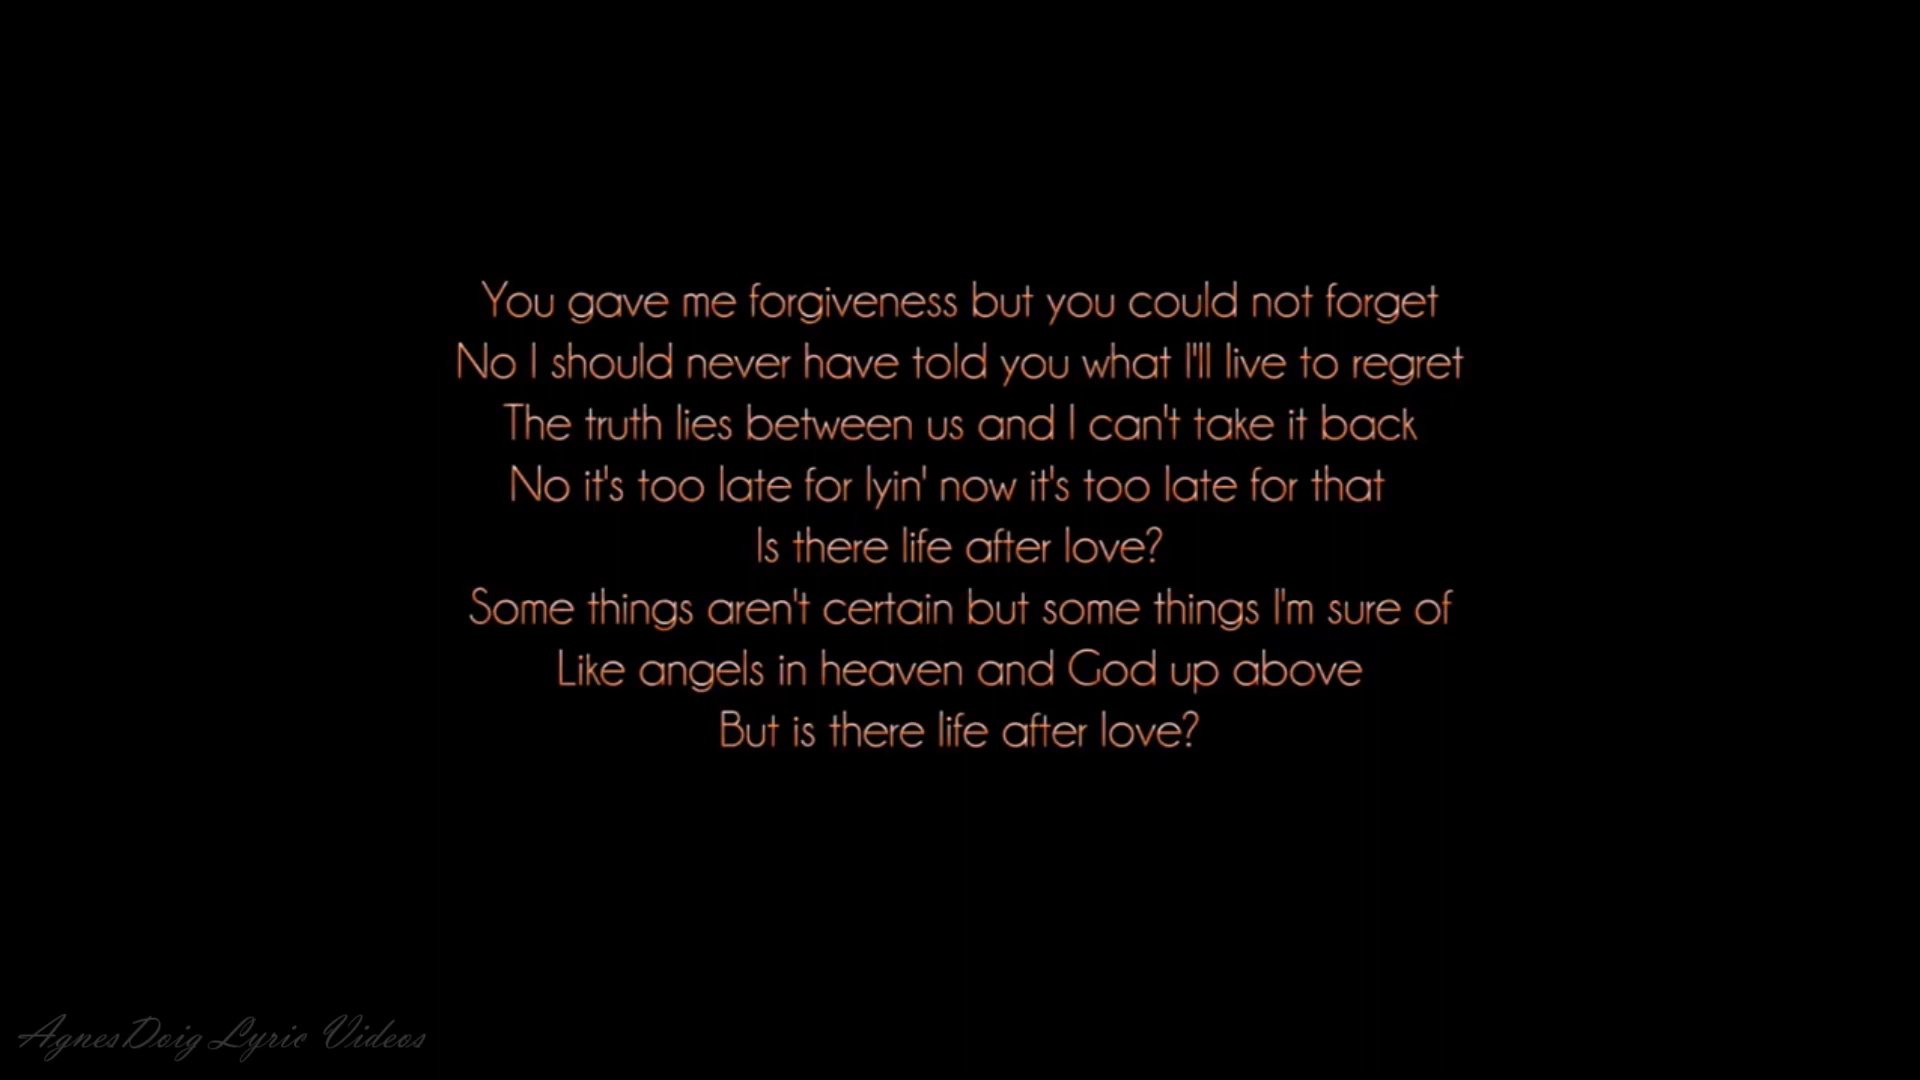 You gave me forgiveness but you could not forget
No I should never have told you what I'll live to regret
The truth lies between us and I can't take it back
No it's too late for lyin' now it's too late for that
Is there life after love?
Some things aren't certain but some things I'm sure of
Like angels in heaven and God up above
But is there life after love?
AgnesDoig Lyric Videos